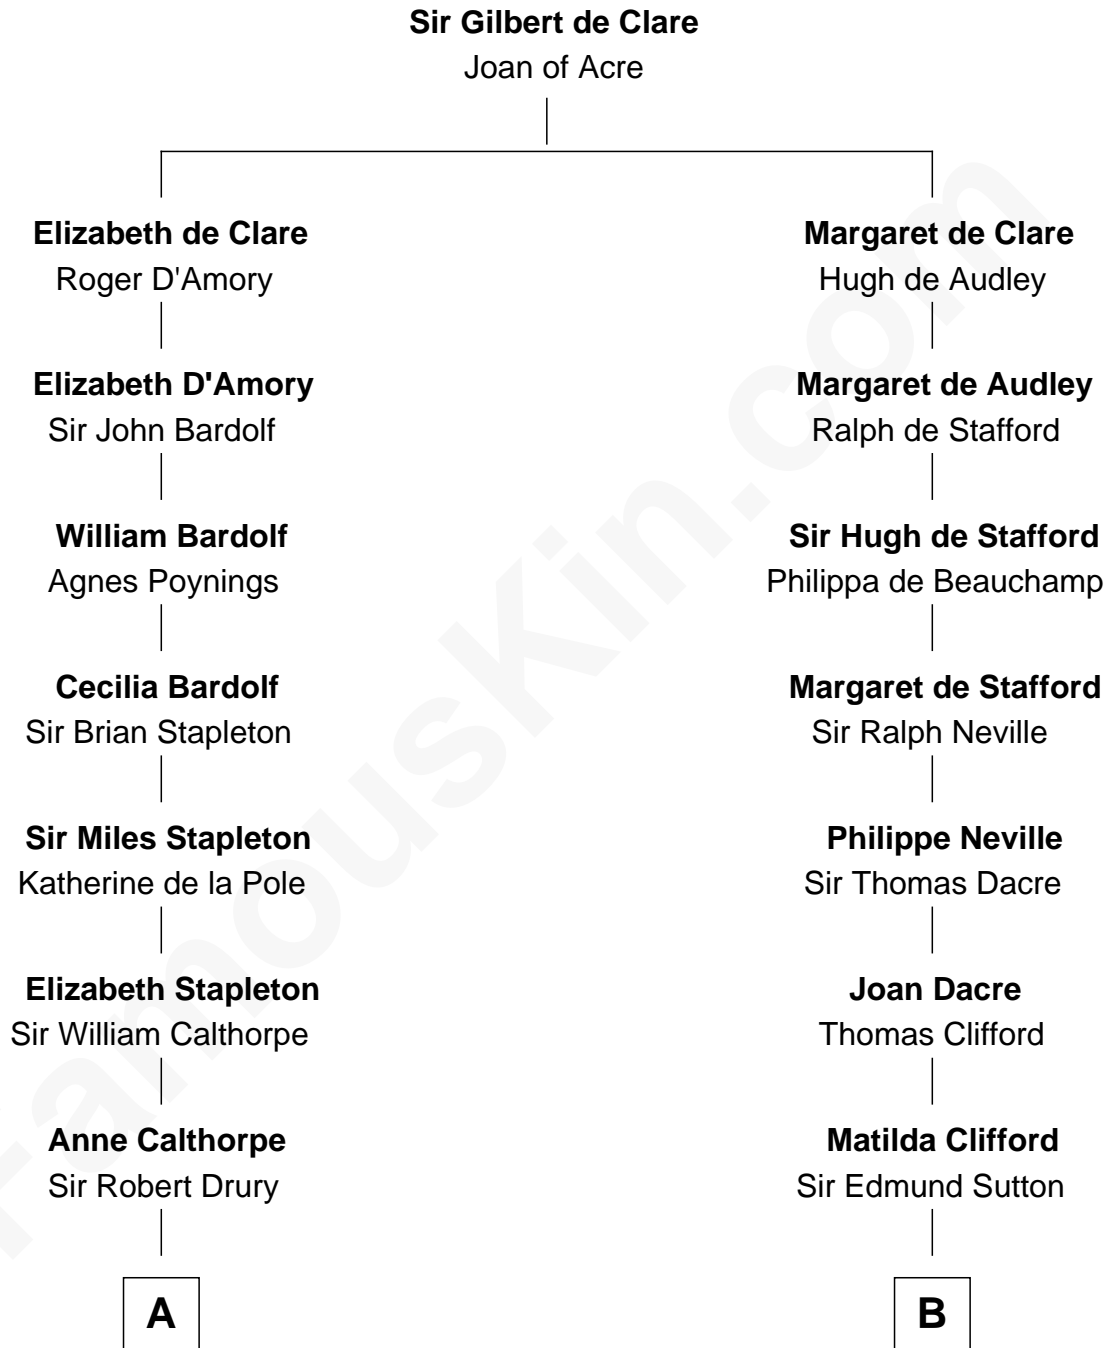 Sir Gilbert de Clare
Joan of Acre
Elizabeth de Clare
Roger D'Amory
Margaret de Clare
Hugh de Audley
Elizabeth D'Amory
Sir John Bardolf
Margaret de Audley
Ralph de Stafford
William Bardolf
Agnes Poynings
Sir Hugh de Stafford
Philippa de Beauchamp
Cecilia Bardolf
Sir Brian Stapleton
Margaret de Stafford
Sir Ralph Neville
Sir Miles Stapleton
Katherine de la Pole
Philippe Neville
Sir Thomas Dacre
Elizabeth Stapleton
Sir William Calthorpe
Joan Dacre
Thomas Clifford
Anne Calthorpe
Sir Robert Drury
Matilda Clifford
Sir Edmund Sutton
A
B
FamousKin.com